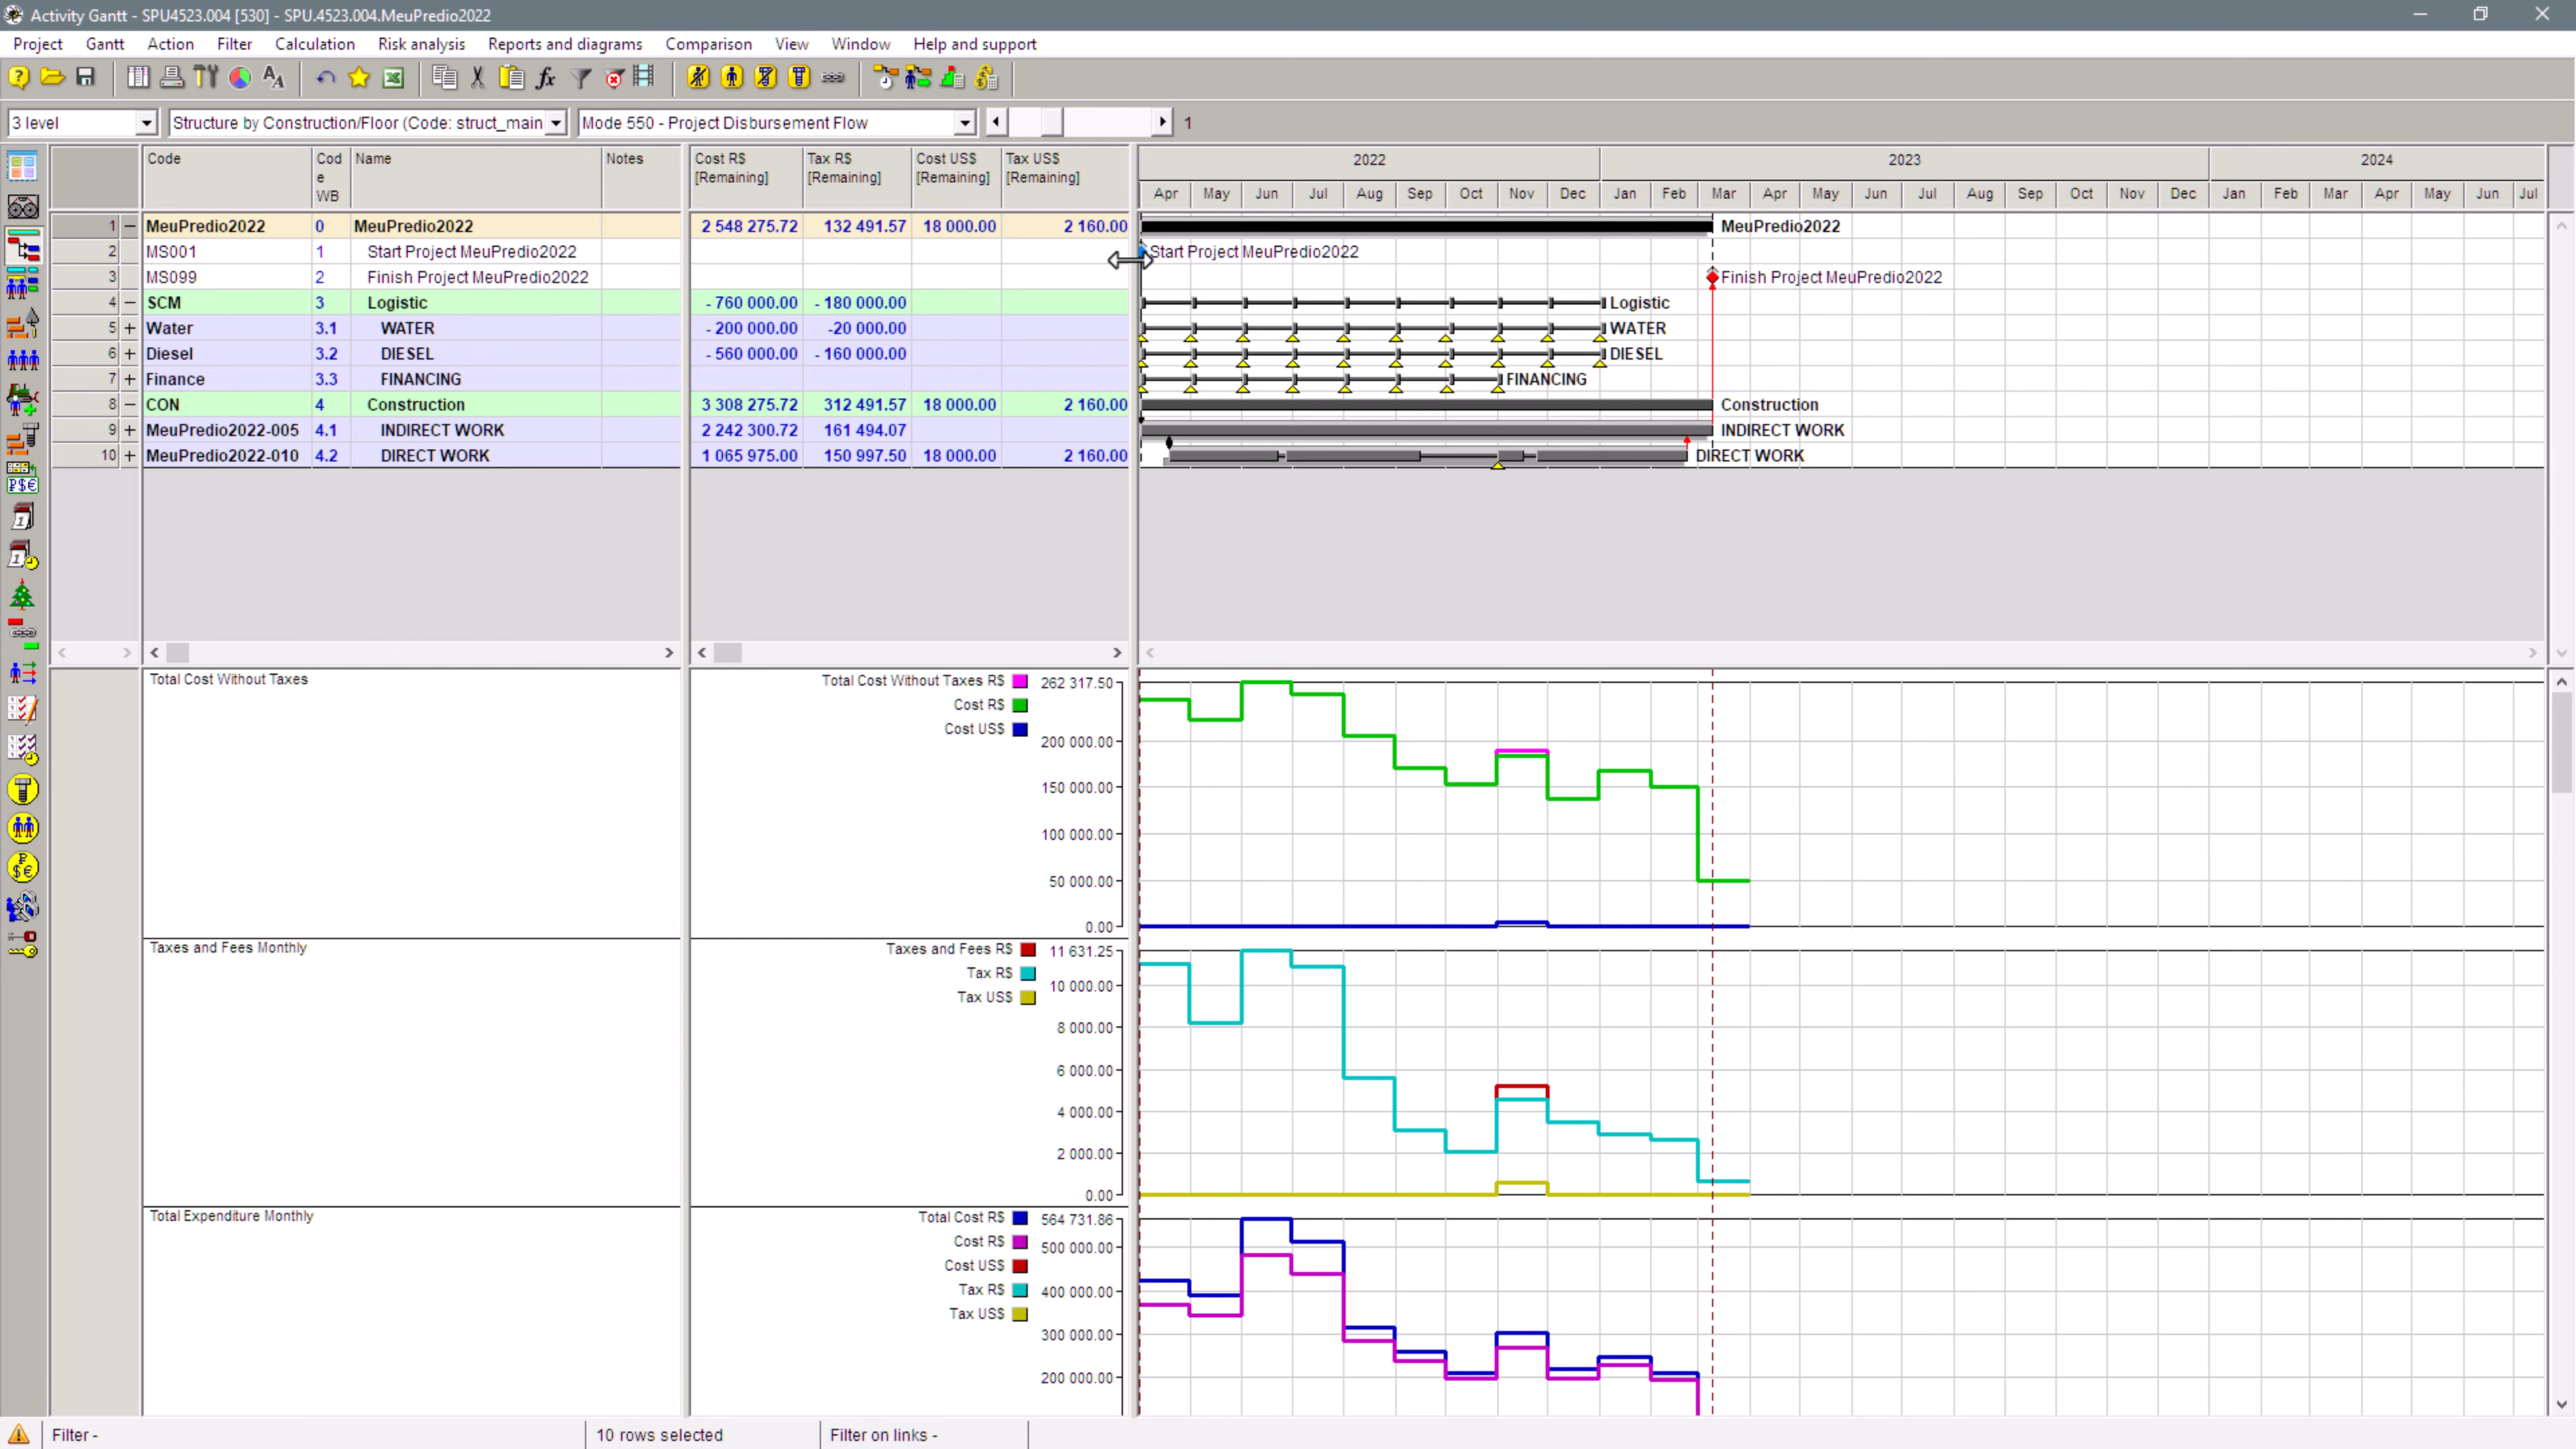 Activity Gantt - SPU4523.004 [530] - SPU.4523.004.MeuPredio2022
Project Gantt Action Filter Calculation Risk analysis Reports and diagrams Comparison View Window Help and support
3 level Structure by Construction/Floor (Code: struct_main Mode 550 - Project Disbursement Flow 1
Code Cod e WB Name Notes Cost R$ [Remaining] Tax R$ [Remaining] Cost US$ [Remaining] Tax US$ [Remaining]
2022 2023 2024
Apr May Jun Jul Aug Sep Oct Nov Dec Jan Feb Mar Apr May Jun Jul Aug Sep Oct Nov Dec Jan Feb Mar Apr May Jun Jul
1 MeuPredio2022 0 MeuPredio2022 2 548 275.72 132 491.57 18 000.00 2 160.00 MeuPredio2022
2 MS001 1 Start Project MeuPredio2022 Start Project MeuPredio2022
3 MS099 2 Finish Project MeuPredio2022 Finish Project MeuPredio2022
4 SCM 3 Logistic - 760 000.00 - 180 000.00 Logistic
5 Water 3.1 WATER - 200 000.00 -20 000.00 WATER
6 Diesel 3.2 DIESEL - 560 000.00 - 160 000.00 DIESEL
7 Finance 3.3 FINANCING FINANCING
8 CON 4 Construction 3 308 275.72 312 491.57 18 000.00 2 160.00 Construction
9 MeuPredio2022-005 4.1 INDIRECT WORK 2 242 300.72 161 494.07 INDIRECT WORK
10 MeuPredio2022-010 4.2 DIRECT WORK 1 065 975.00 150 997.50 18 000.00 2 160.00 DIRECT WORK
Total Cost Without Taxes
Total Cost Without Taxes R$ 262 317.50
Cost R$
Cost US$
200 000.00
150 000.00
100 000.00
50 000.00
0.00
Taxes and Fees Monthly
Taxes and Fees R$ 11 631.25
Tax R$
10 000.00
Tax US$
8 000.00
6 000.00
4 000.00
2 000.00
0.00
Total Expenditure Monthly
Total Cost R$ 564 731.86
Cost R$ 500 000.00
Cost US$
Tax R$ 400 000.00
Tax US$
300 000.00
200 000.00
Filter - 10 rows selected Filter on links -